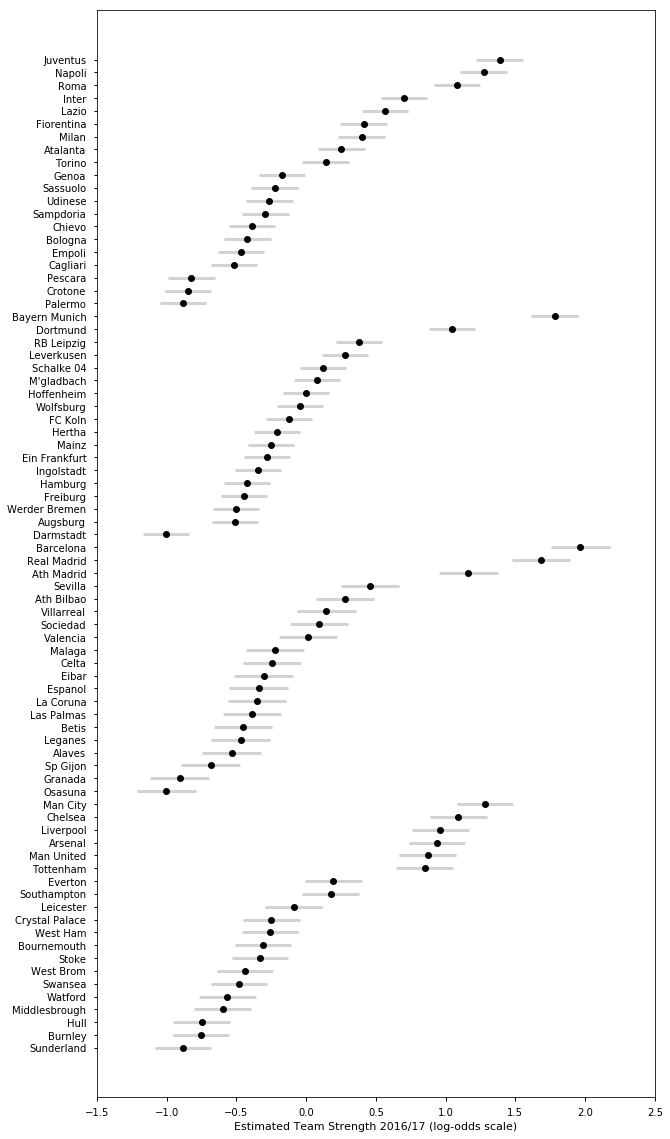 Juventus
Napoli
Roma
Inter
Lazio
Fiorentina
Milan
Atalanta
Torino
Genoa
Sassuolo
Udinese
Sampdoria
Chievo
Bologna
Empoli
Cagliari
Pescara
Crotone
Palermo
Bayern Munich
Dortmund
RB Leipzig
Leverkusen
Schalke 04
M'gladbach
Hoffenheim
Wolfsburg
FC Koln
Hertha
Mainz
Ein Frankfurt
Ingolstadt
Hamburg
Freiburg
Werder Bremen
Augsburg
Darmstadt
Barcelona
Real Madrid
Ath Madrid
Sevilla
Ath Bilbao
Villarreal
Sociedad
Valencia
Malaga
Celta
Eibar
Espanol
La Coruna
Las Palmas
Betis
Leganes
Alaves
Sp Gijon
Granada
Osasuna
Man City
Chelsea
Liverpool
Arsenal
Man United
Tottenham
Everton
Southampton
Leicester
Crystal Palace
West Ham
Bournemouth
Stoke
West Brom
Swansea
Watford
Middlesbrough
Hull
Burnley
Sunderland
−1.5 −1.0 −0.5 0.0 0.5 1.0 1.5 2.0 2.5
Estimated Team Strength 2016/17 (log-odds scale)